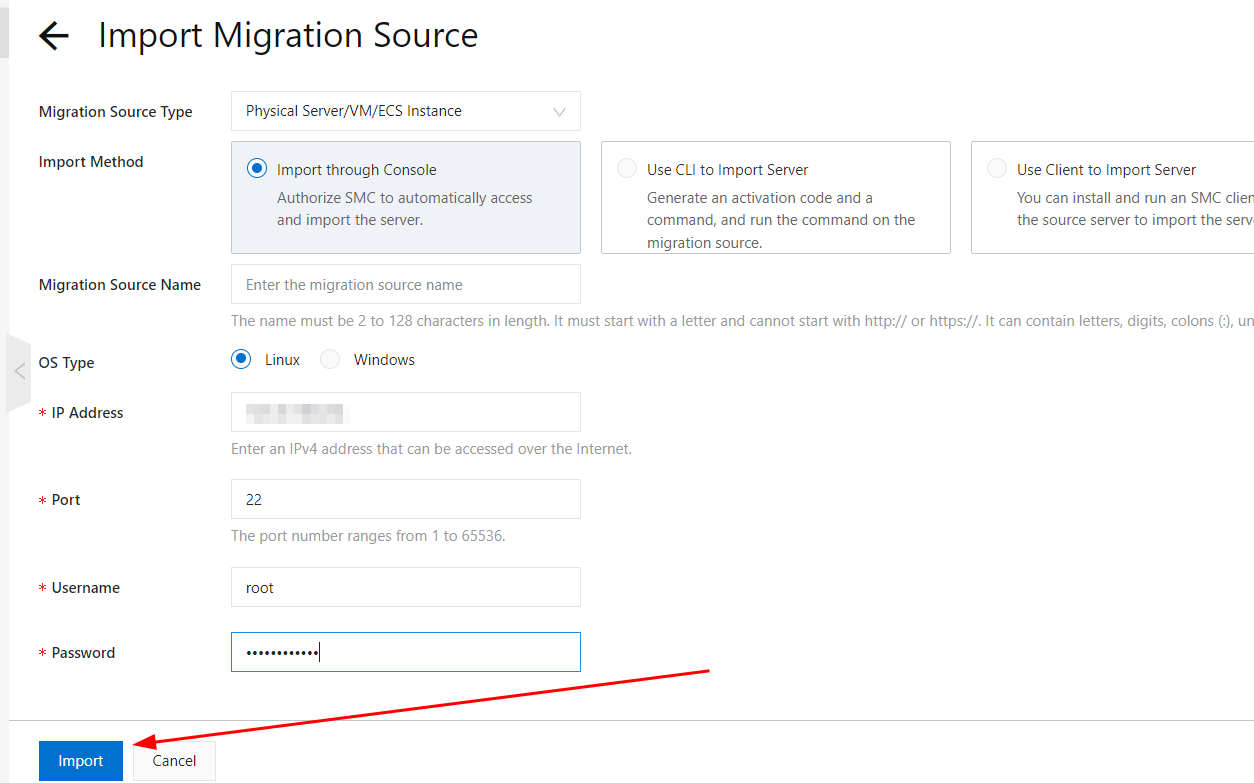 Import Migration Source
Migration Source Type
Physical Server/VM/ECS Instance
Import Method
Import through Console
Authorize SMC to automatically access
and import the server.
Use CLI to Import Server
Generate an activation code and a
command, and run the command on the
migration source.
Use Client to Import Server
You can install and run an SMC
the source server to import the
Migration Source Name
Enter the migration source name
The name must be 2 to 128 characters in length. It must start with a letter and cannot start with http:// or https://. It can contain letters, digits, colons (:),
OS Type
Linux
Windows
* IP Address
Enter an IPv4 address that can be accessed over the Internet.
* Port
22
The port number ranges from 1 to 65536.
* Username
root
* Password
••••••••••••
Import
Cancel